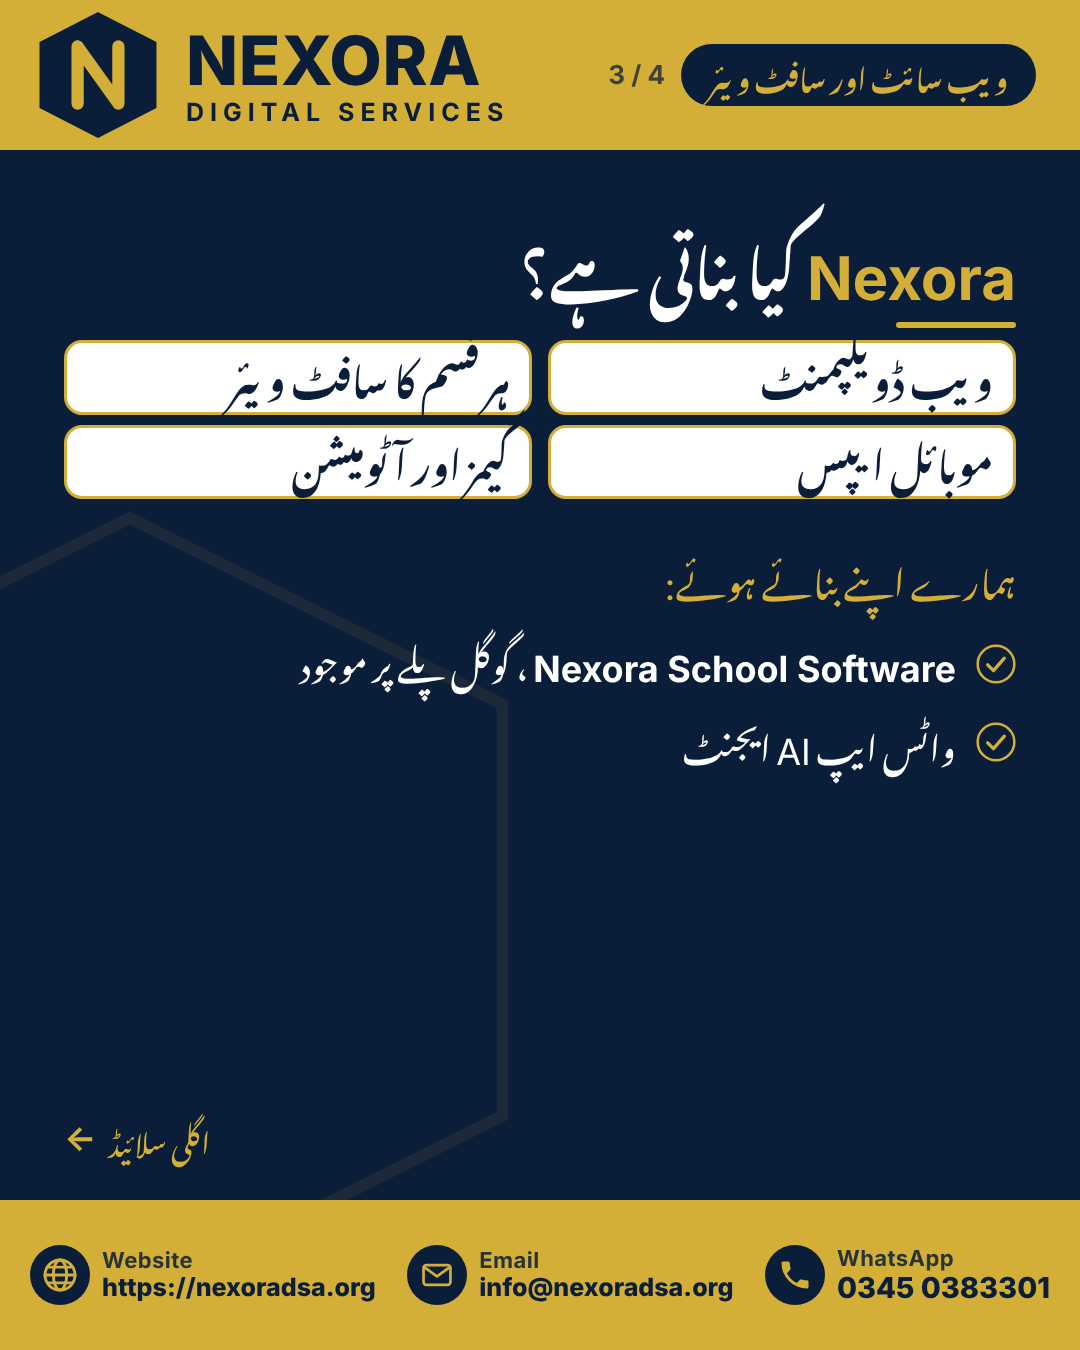 NEXORA
DIGITAL SERVICES
3 / 4
ویب سائٹ اور سافٹ ویئر
Nexora کیا بناتی ہے؟
ویب ڈویلپمنٹ
ہر قسم کا سافٹ ویئر
موبائل ایپس
گیمز اور آٹومیشن
ہمارے اپنے بنائے ہوئے:
Nexora School Software، گوگل پلے پر موجود
واٹس ایپ AI ایجنٹ
اگلی سلائیڈ ←
Website
https://nexoradsa.org
Email
info@nexoradsa.org
WhatsApp
0345 0383301